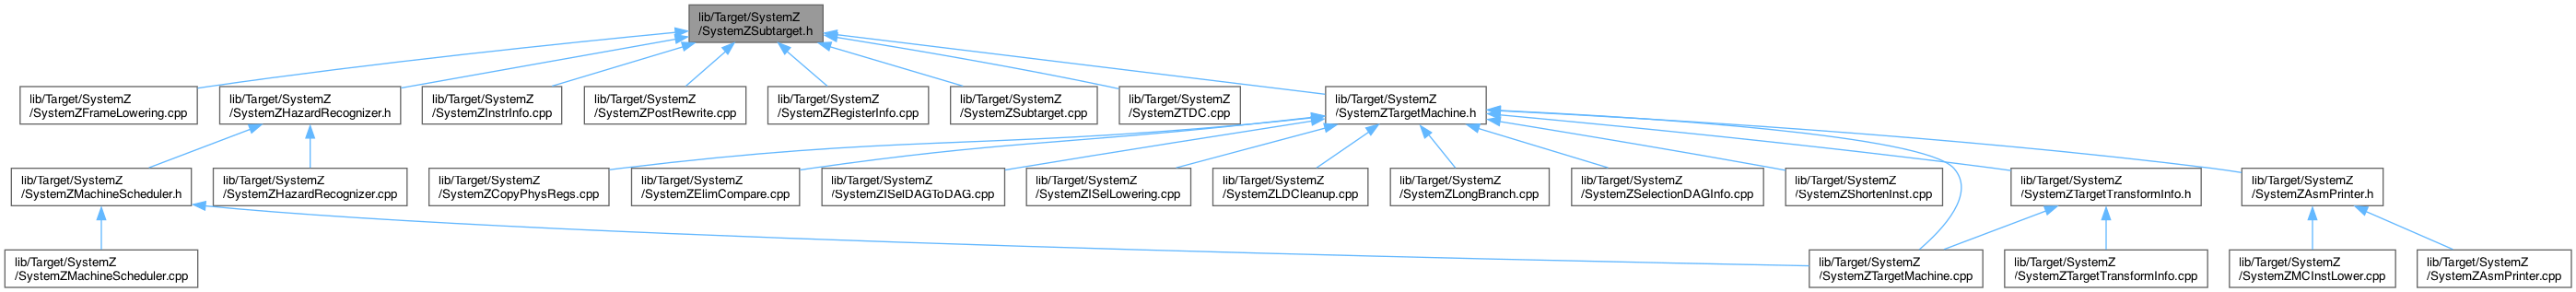 lib/Target/SystemZ
/SystemZSubtarget.h
lib/Target/SystemZ
/SystemZFrameLowering.cpp
lib/Target/SystemZ
/SystemZHazardRecognizer.h
lib/Target/SystemZ
/SystemZInstrInfo.cpp
lib/Target/SystemZ
/SystemZPostRewrite.cpp
lib/Target/SystemZ
/SystemZRegisterInfo.cpp
lib/Target/SystemZ
/SystemZSubtarget.cpp
lib/Target/SystemZ
/SystemZTDC.cpp
lib/Target/SystemZ
/SystemZTargetMachine.h
lib/Target/SystemZ
/SystemZMachineScheduler.h
lib/Target/SystemZ
/SystemZHazardRecognizer.cpp
lib/Target/SystemZ
/SystemZCopyPhysRegs.cpp
lib/Target/SystemZ
/SystemZElimCompare.cpp
lib/Target/SystemZ
/SystemZISelDAGToDAG.cpp
lib/Target/SystemZ
/SystemZISelLowering.cpp
lib/Target/SystemZ
/SystemZLDCleanup.cpp
lib/Target/SystemZ
/SystemZLongBranch.cpp
lib/Target/SystemZ
/SystemZSelectionDAGInfo.cpp
lib/Target/SystemZ
/SystemZShortenInst.cpp
lib/Target/SystemZ
/SystemZTargetTransformInfo.h
lib/Target/SystemZ
/SystemZAsmPrinter.h
lib/Target/SystemZ
/SystemZMachineScheduler.cpp
lib/Target/SystemZ
/SystemZTargetMachine.cpp
lib/Target/SystemZ
/SystemZTargetTransformInfo.cpp
lib/Target/SystemZ
/SystemZMCInstLower.cpp
lib/Target/SystemZ
/SystemZAsmPrinter.cpp